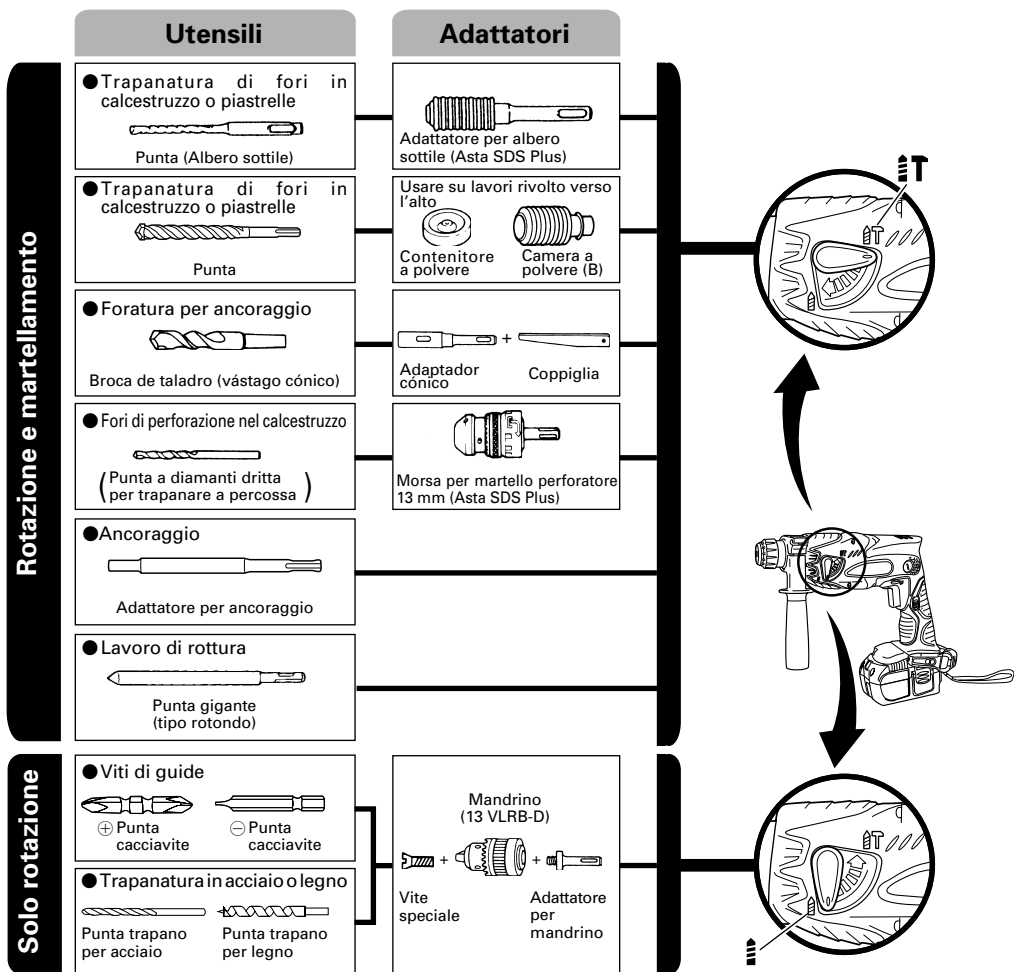 Utensili
Adattatori
Rotazione e martellamento
●Trapanatura di fori in
calcestruzzo o piastrelle
Punta (Albero sottile)
Adattatore per albero
sottile (Asta SDS Plus)
●Trapanatura di fori in
calcestruzzo o piastrelle
Punta
Usare su lavori rivolto verso
l'alto
Contenitore
a polvere
Camera a
polvere (B)
●Foratura per ancoraggio
Broca de taladro (vástago cónico)
+
Adaptador
cónico
Coppiglia
●Fori di perforazione nel calcestruzzo
(Punta a diamanti dritta
per trapanare a percossa)
Morsa per martello perforatore
13 mm (Asta SDS Plus)
●Ancoraggio
Adattatore per ancoraggio
●Lavoro di rottura
Punta gigante
(tipo rotondo)
Solo rotazione
●Viti di guide
⊕ Punta
cacciavite
⊖ Punta
cacciavite
●Trapanatura in acciaio o legno
Punta trapano
per acciaio
Punta trapano
per legno
Mandrino
(13 VLRB-D)
+ +
Vite
speciale
Adattatore
per
mandrino